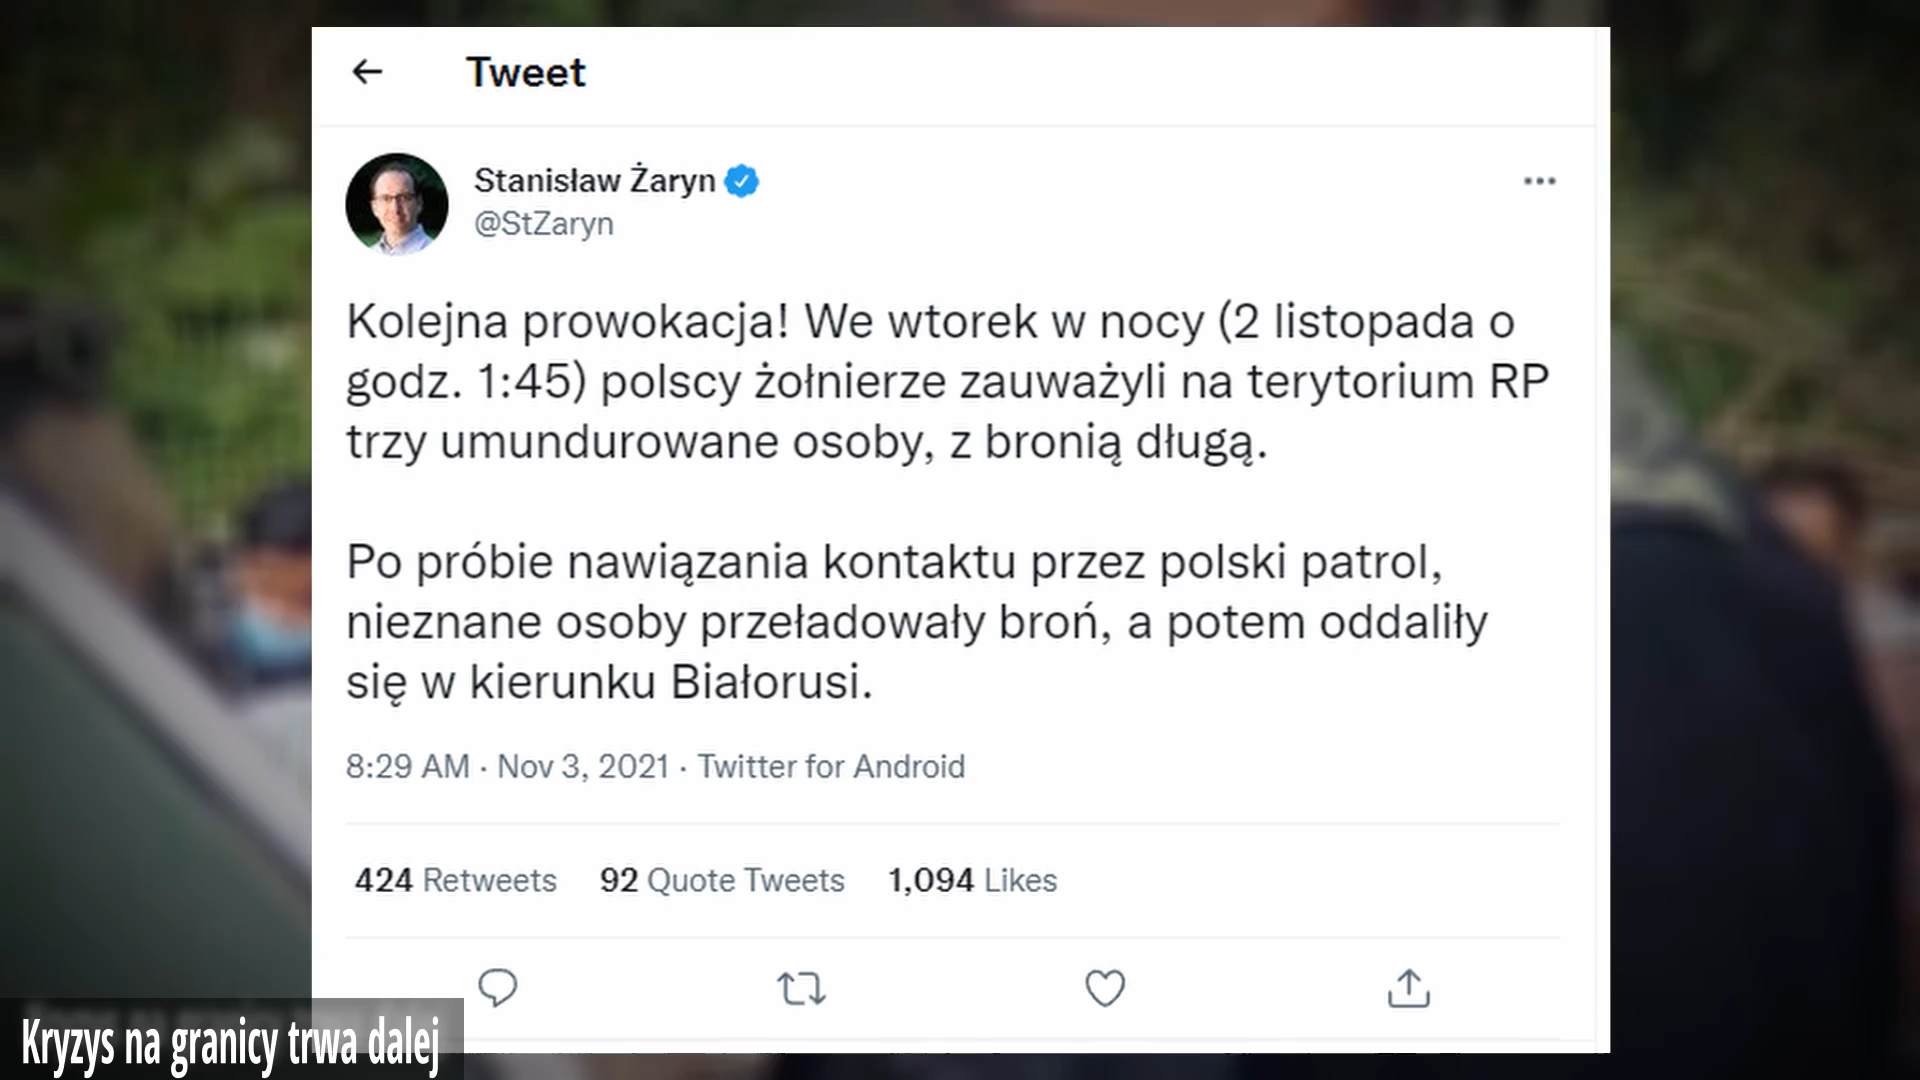 Tweet
Stanisław Żaryn
@StZaryn
Kolejna prowokacja! We wtorek w nocy (2 listopada o
godz. 1:45) polscy żołnierze zauważyli na terytorium RP
trzy umundurowane osoby, z bronią długą.
Po próbie nawiązania kontaktu przez polski patrol,
nieznane osoby przeładowały broń, a potem oddaliły
się w kierunku Białorusi.
8:29 AM · Nov 3, 2021 · Twitter for Android
424 Retweets 92 Quote Tweets 1,094 Likes
Kryzys na granicy trwa dalej